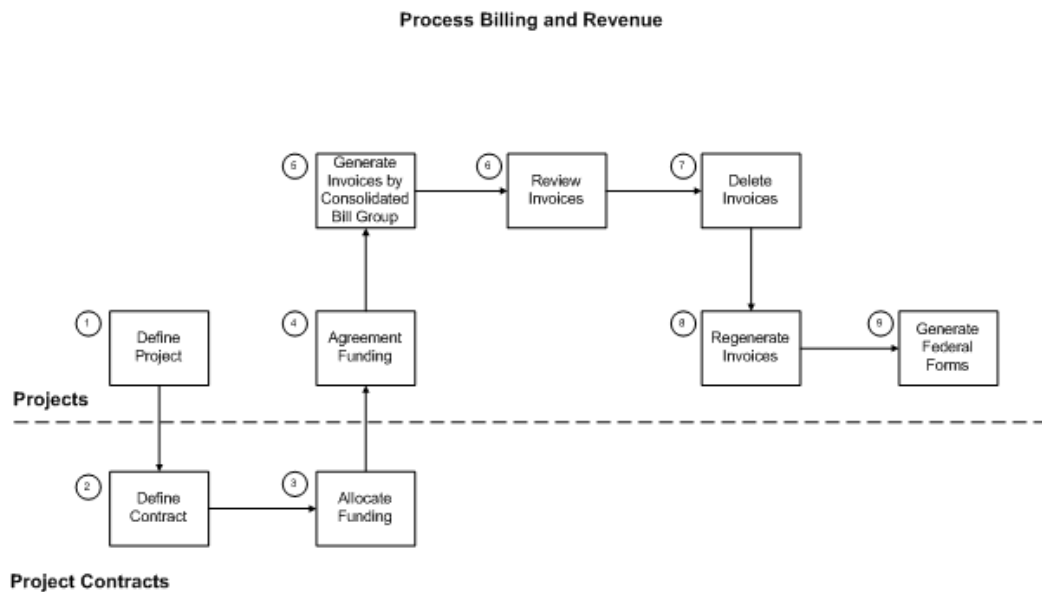 Process Billing and Revenue
5
Generate
Invoices by
Consolidated
Bill Group
6
Review
Invoices
7
Delete
Invoices
1
Define
Project
4
Agreement
Funding
8
Regenerate
Invoices
9
Generate
Federal
Forms
Projects
2
Define
Contract
3
Allocate
Funding
Project Contracts